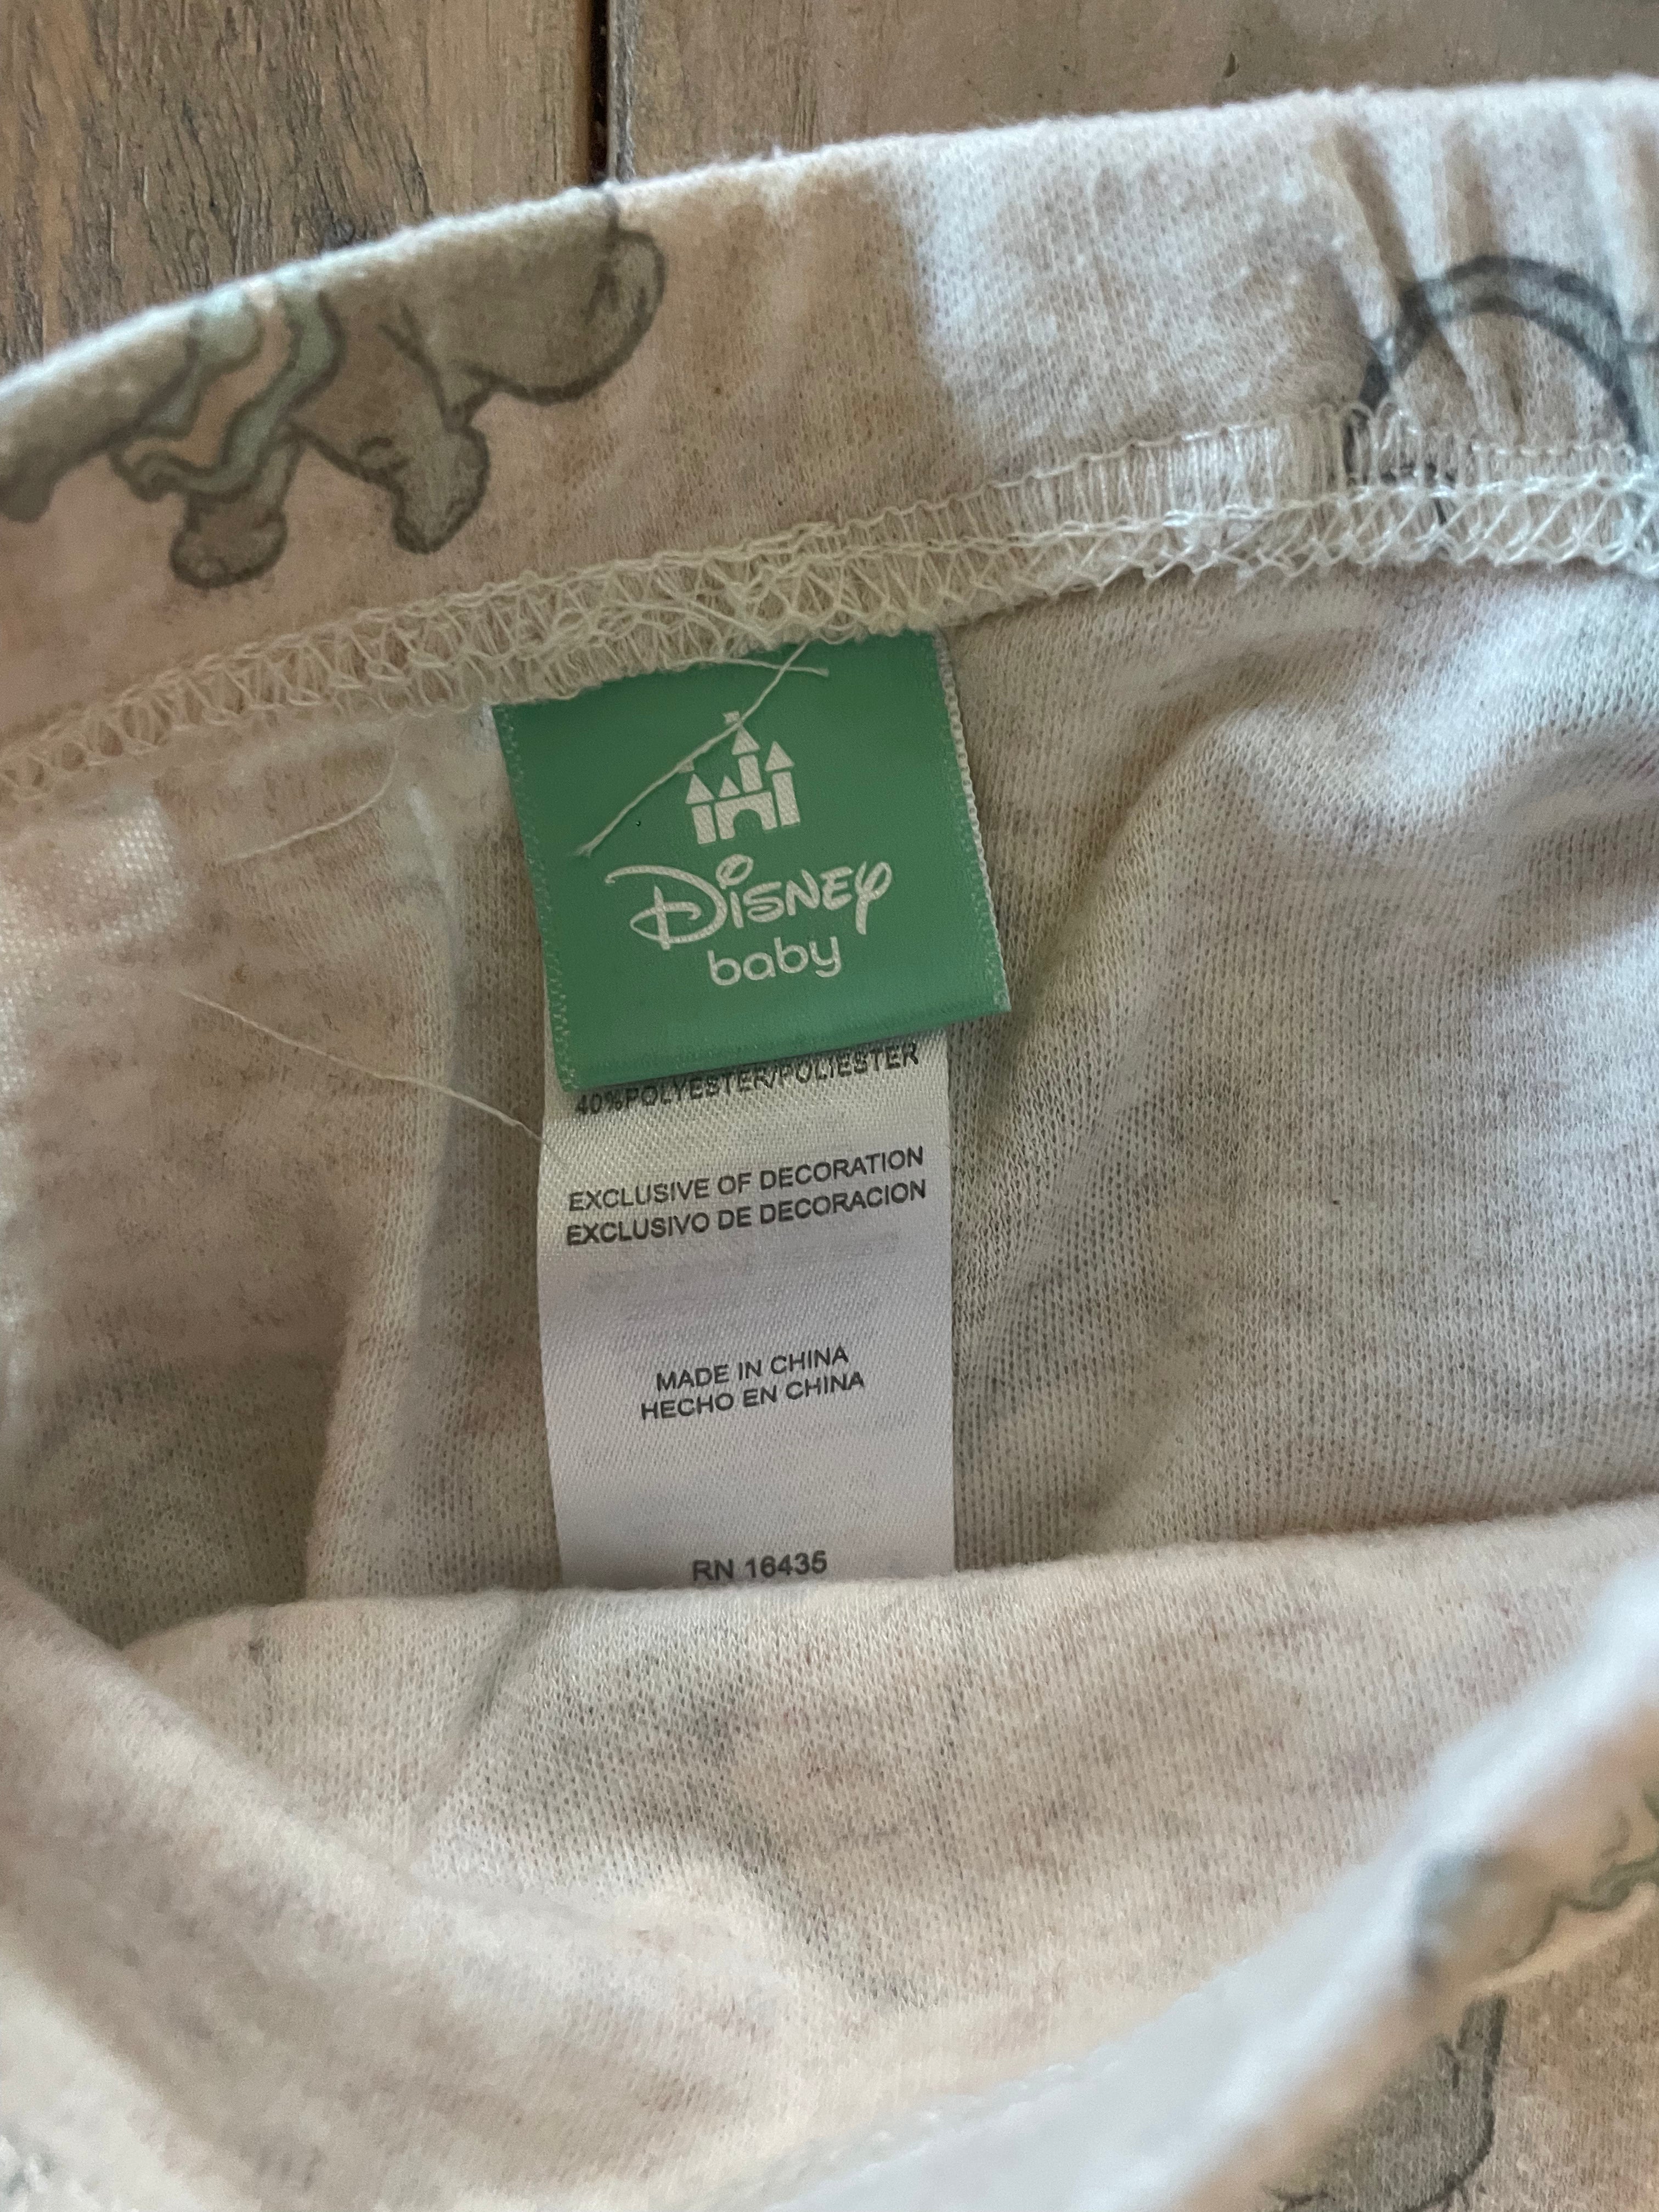 Disney
baby
40%POLYESTER/POLIESTER
EXCLUSIVE OF DECORATION
EXCLUSIVO DE DECORACION
MADE IN CHINA
HECHO EN CHINA
RN 16435